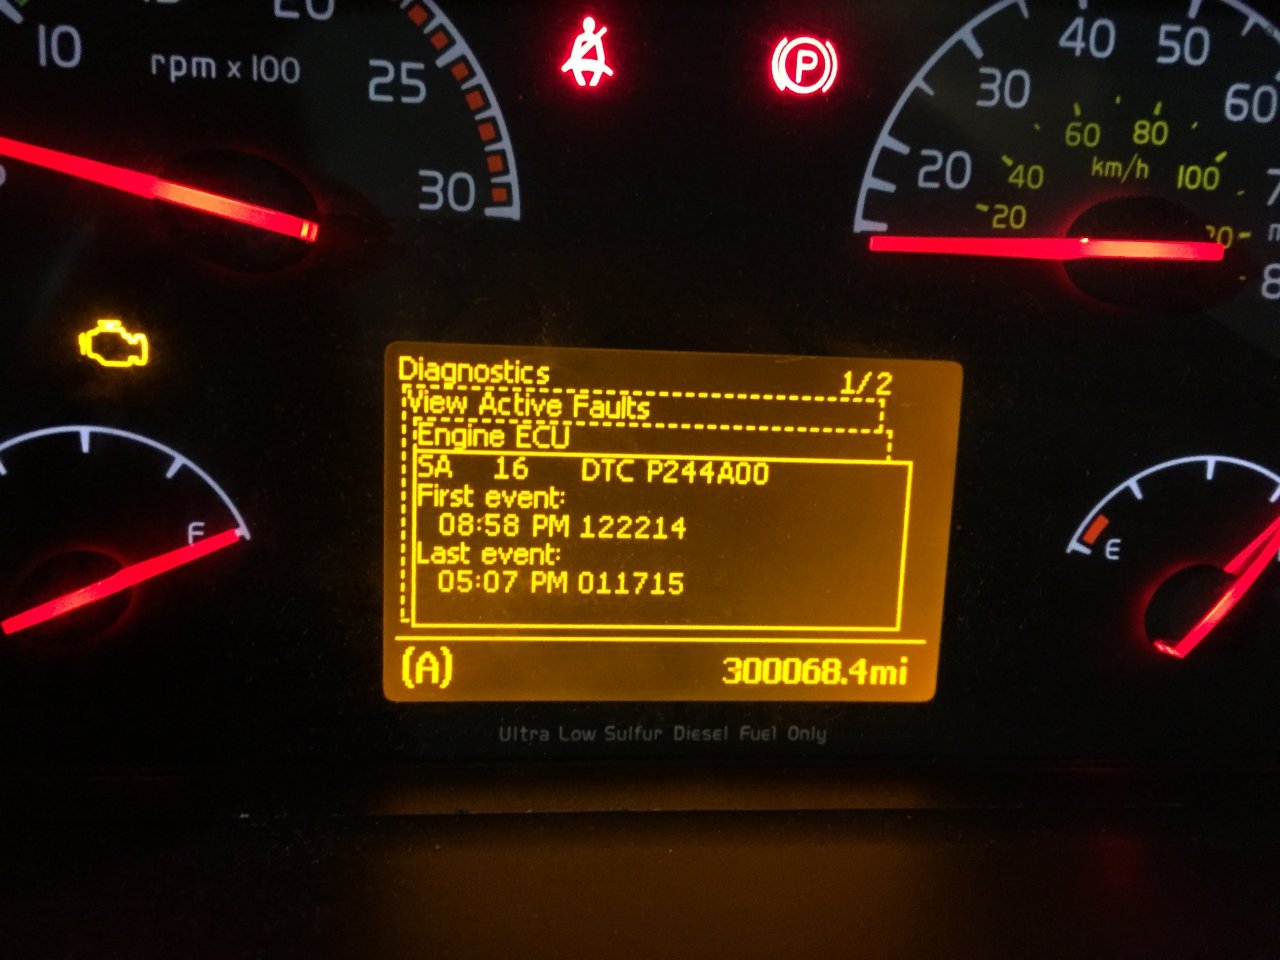 10
20
rpm x 100
25
30
P
20
30
40
50
60
20
40
60
80
100
km/h
Diagnostics 1/2
View Active Faults
Engine ECU
SA 16 DTC P244A00
First event:
08:58 PM 122214
Last event:
05:07 PM 011715
(A) 300068.4mi
F
E
Ultra Low Sulfur Diesel Fuel Only